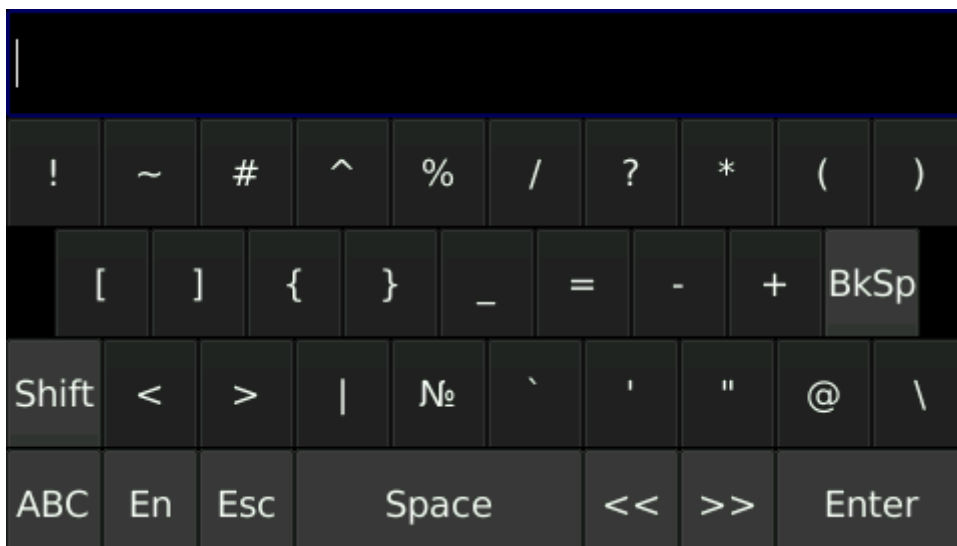 ! ~ # ^ % / ? * ( )
[ ] { } _ = - + BkSp
Shift < > | № ` ' " @ \
ABC En Esc Space << >> Enter